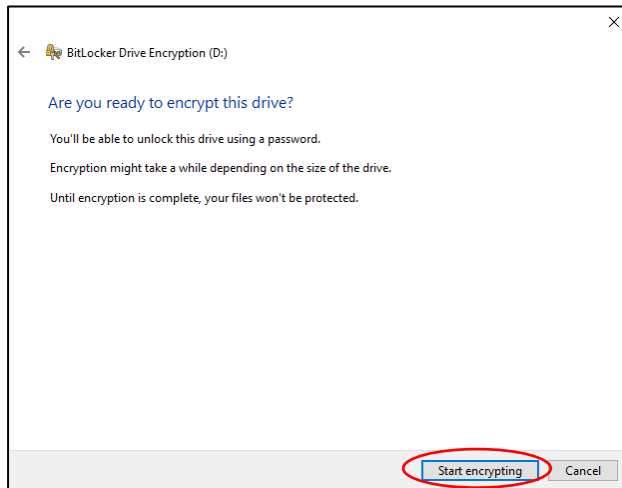 BitLocker Drive Encryption (D:)
Are you ready to encrypt this drive?
You'll be able to unlock this drive using a password.
Encryption might take a while depending on the size of the drive.
Until encryption is complete, your files won't be protected.
Start encrypting
Cancel